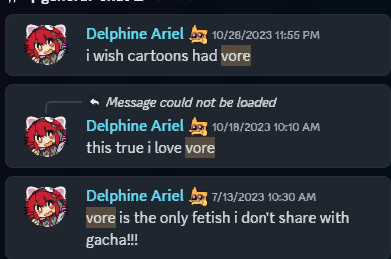 Delphine Ariel 10/26/2023 11:55 PM
i wish cartoons had vore
Message could not be loaded
Delphine Ariel 10/18/2023 10:10 AM
this true i love vore
Delphine Ariel 7/13/2023 10:30 AM
vore is the only fetish i don't share with
gacha!!!